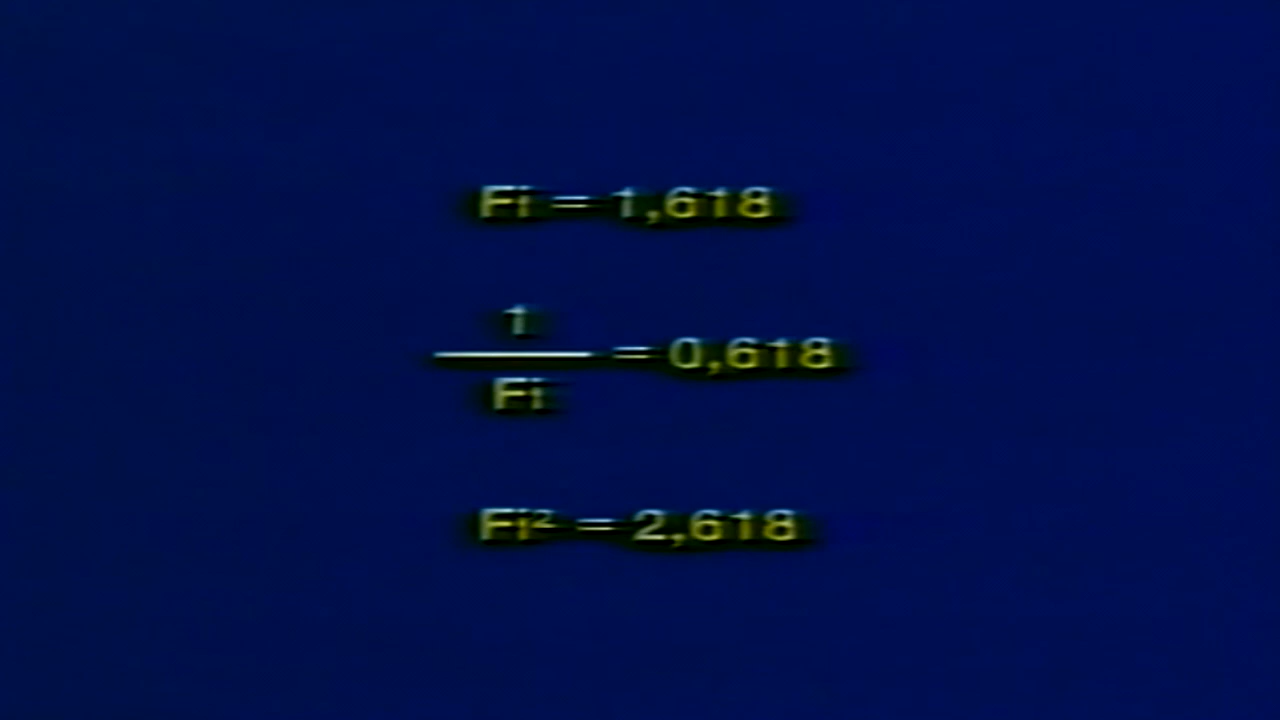 Fi = 1,618
1
Fi = 0,618
Fi² = 2,618